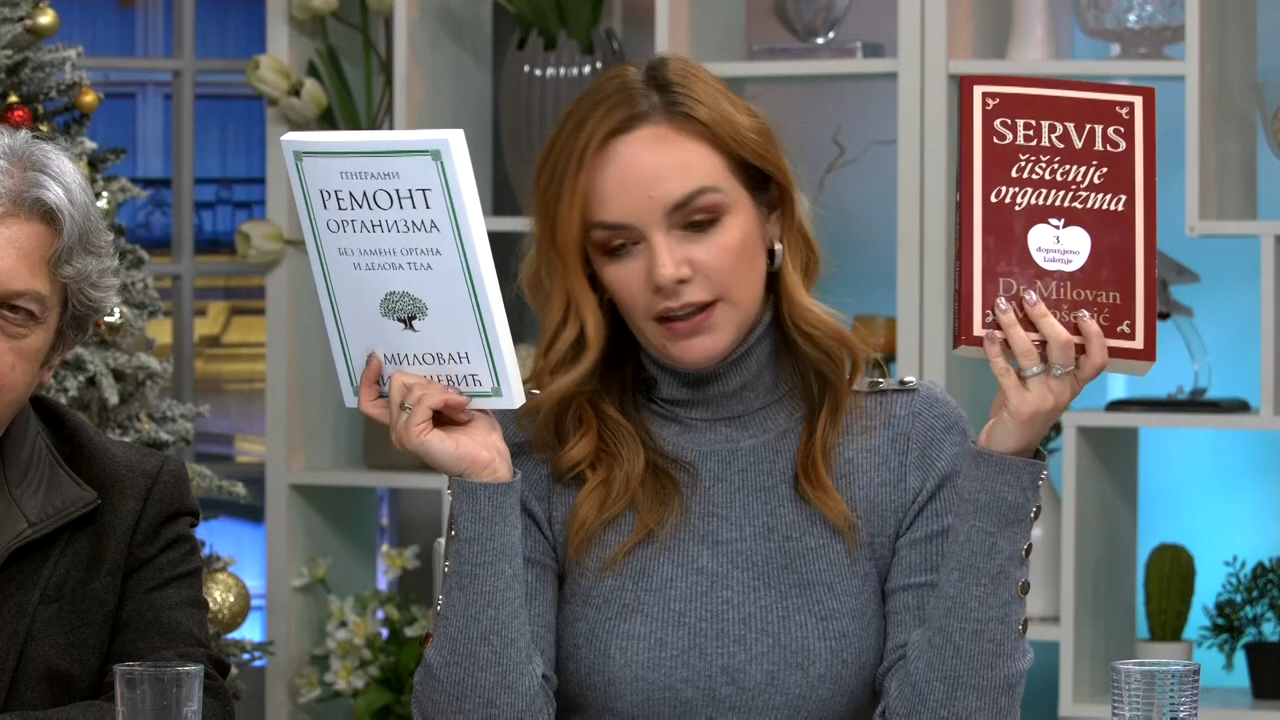 ГЕНЕРАЛНИ
РЕМОНТ
ОРГАНИЗМА
БЕЗ ЗАМЕНЕ ОРГАНА
И ДЕЛОВА ТЕЛА
МИЛОВАН
SERVIS
čišćenje
organizma
3.
dopunjeno
izdanje
Dr Milovan